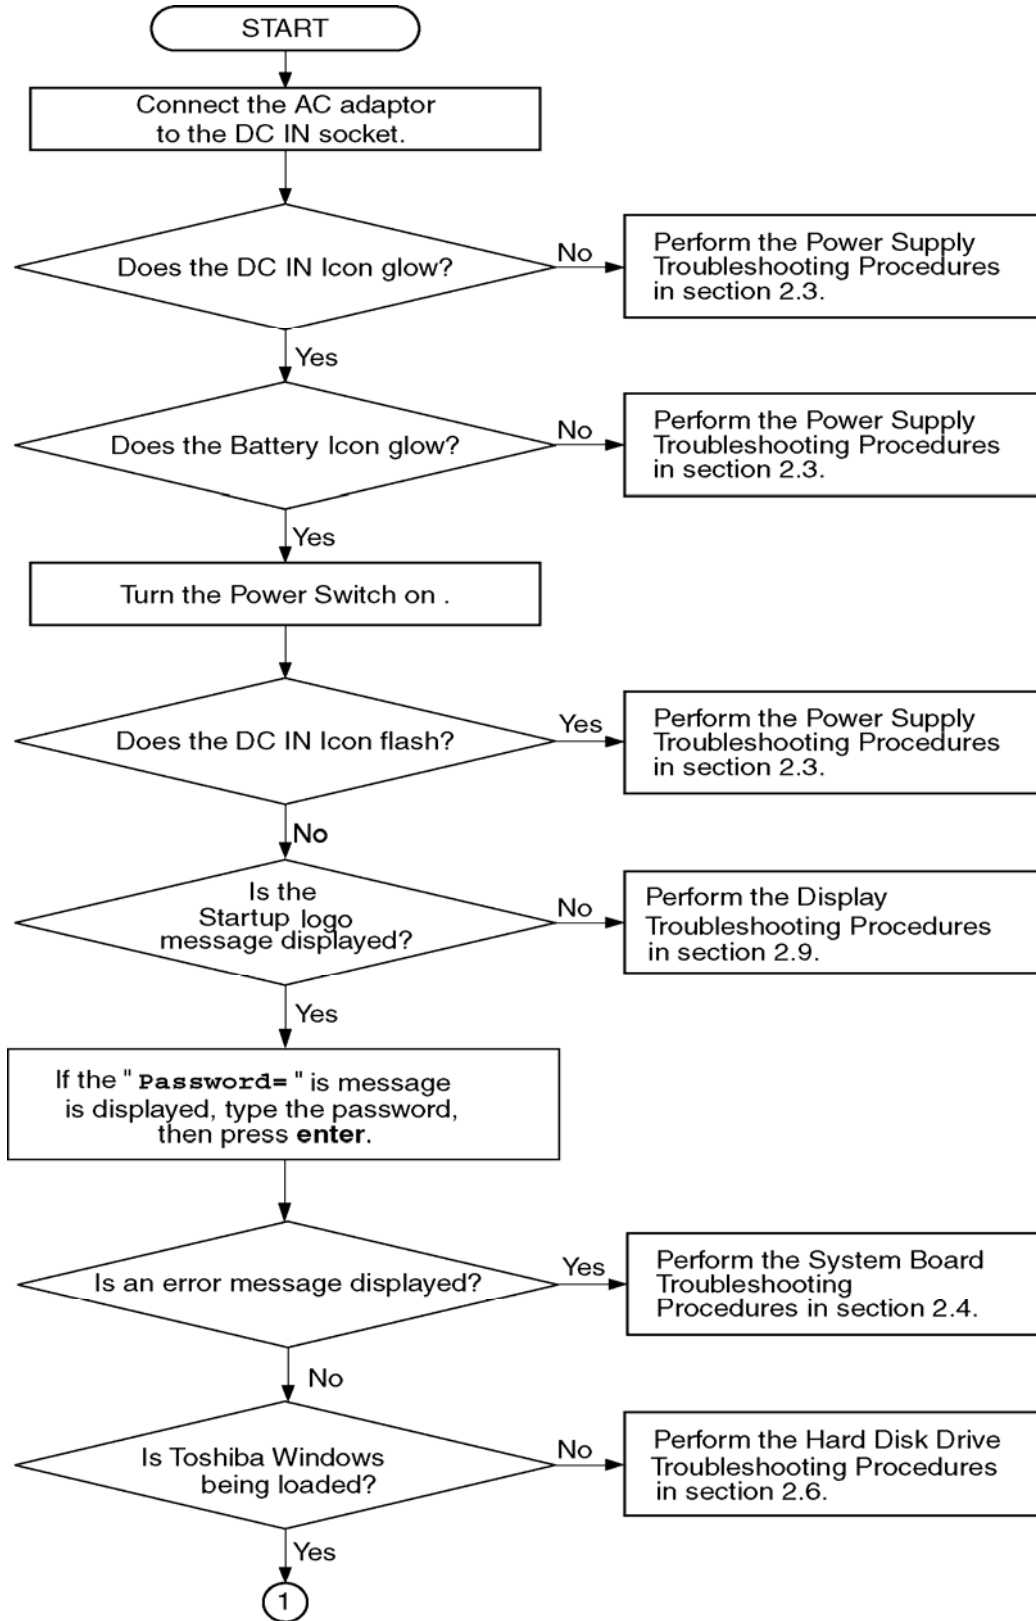 START
Connect the AC adaptor
to the DC IN socket.
Does the DC IN Icon glow?
No
Perform the Power Supply
Troubleshooting Procedures
in section 2.3.
Yes
Does the Battery Icon glow?
No
Perform the Power Supply
Troubleshooting Procedures
in section 2.3.
Yes
Turn the Power Switch on .
Does the DC IN Icon flash?
Yes
Perform the Power Supply
Troubleshooting Procedures
in section 2.3.
No
Is the
Startup logo
message displayed?
No
Perform the Display
Troubleshooting Procedures
in section 2.9.
Yes
If the " Password= " is message
is displayed, type the password,
then press enter.
Is an error message displayed?
Yes
Perform the System Board
Troubleshooting
Procedures in section 2.4.
No
Is Toshiba Windows
being loaded?
No
Perform the Hard Disk Drive
Troubleshooting Procedures
in section 2.6.
Yes
1